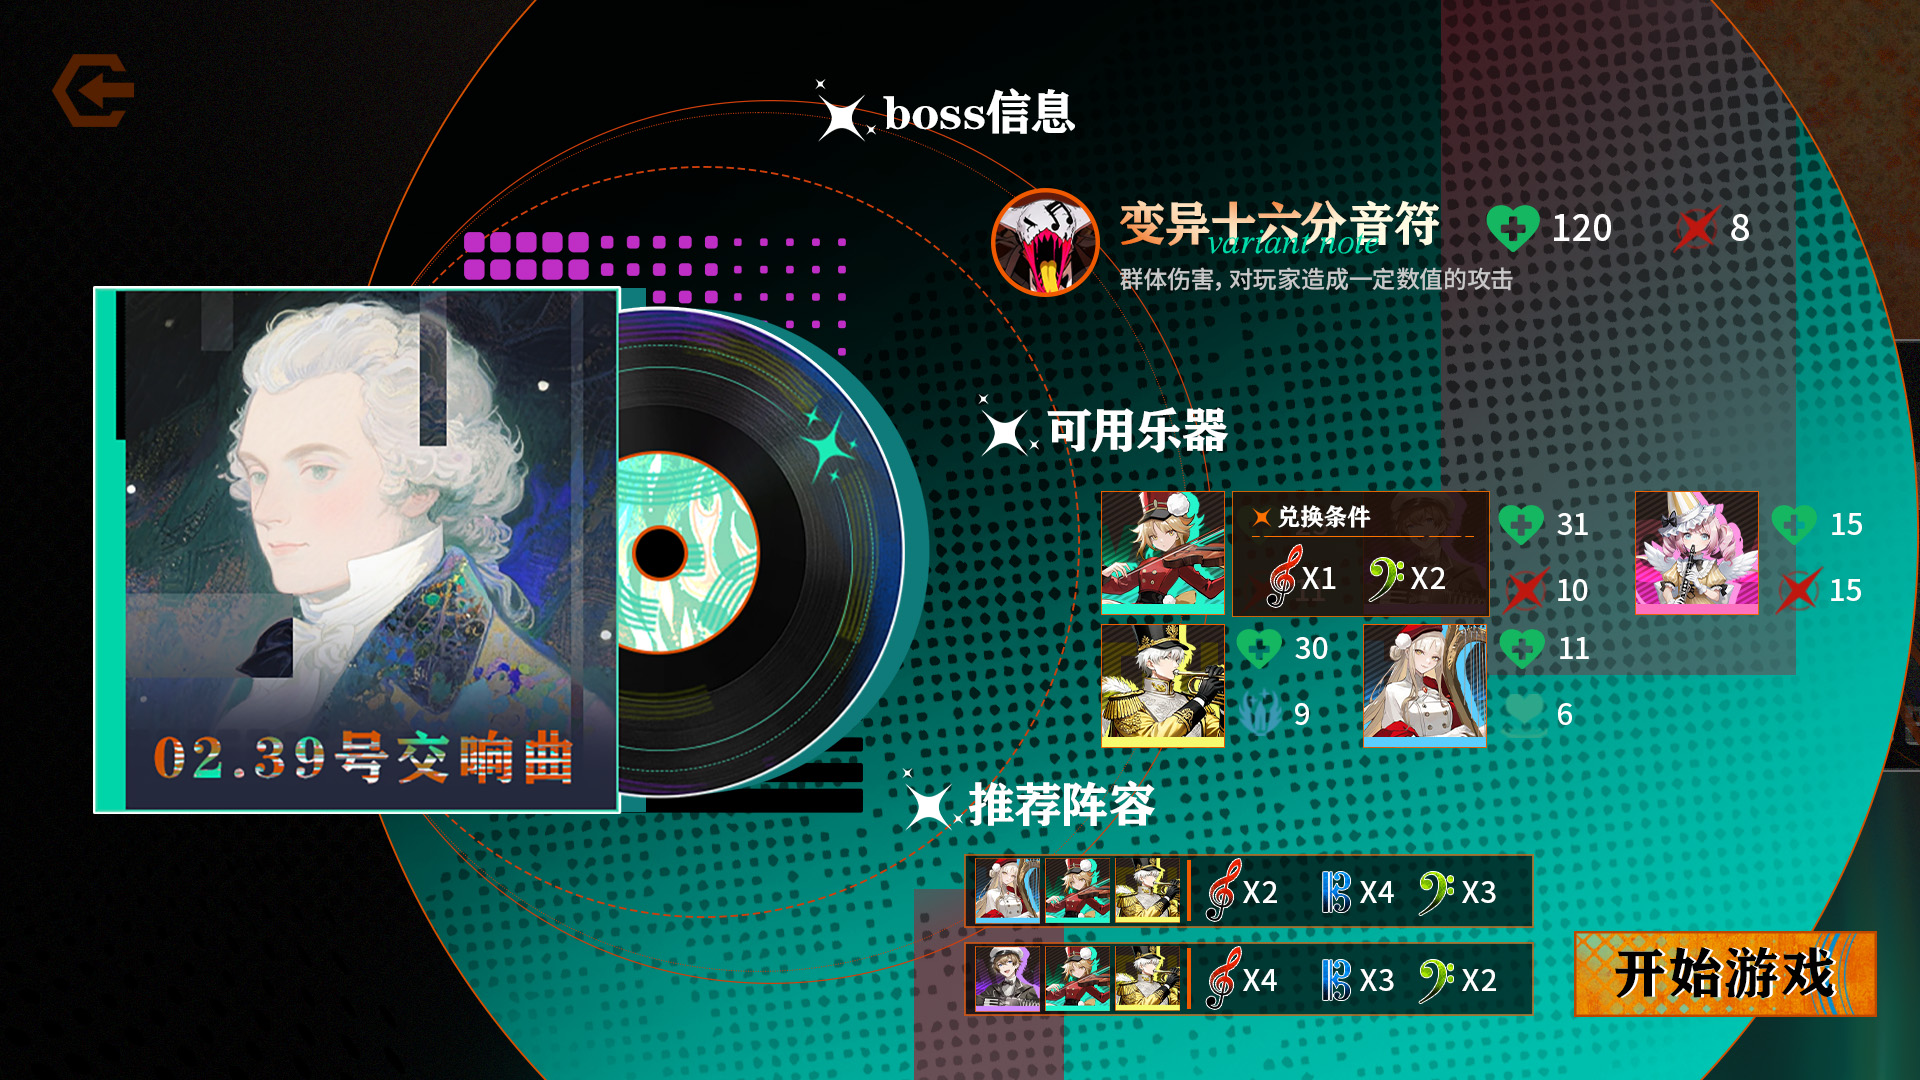 boss信息
变异十六分音符
variant note
120
8
群体伤害，对玩家造成一定数值的攻击
可用乐器
兑换条件
X1
X2
31
10
15
15
30
9
11
6
02.39号交响曲
推荐阵容
X2
X4
X3
X4
X3
X2
开始游戏